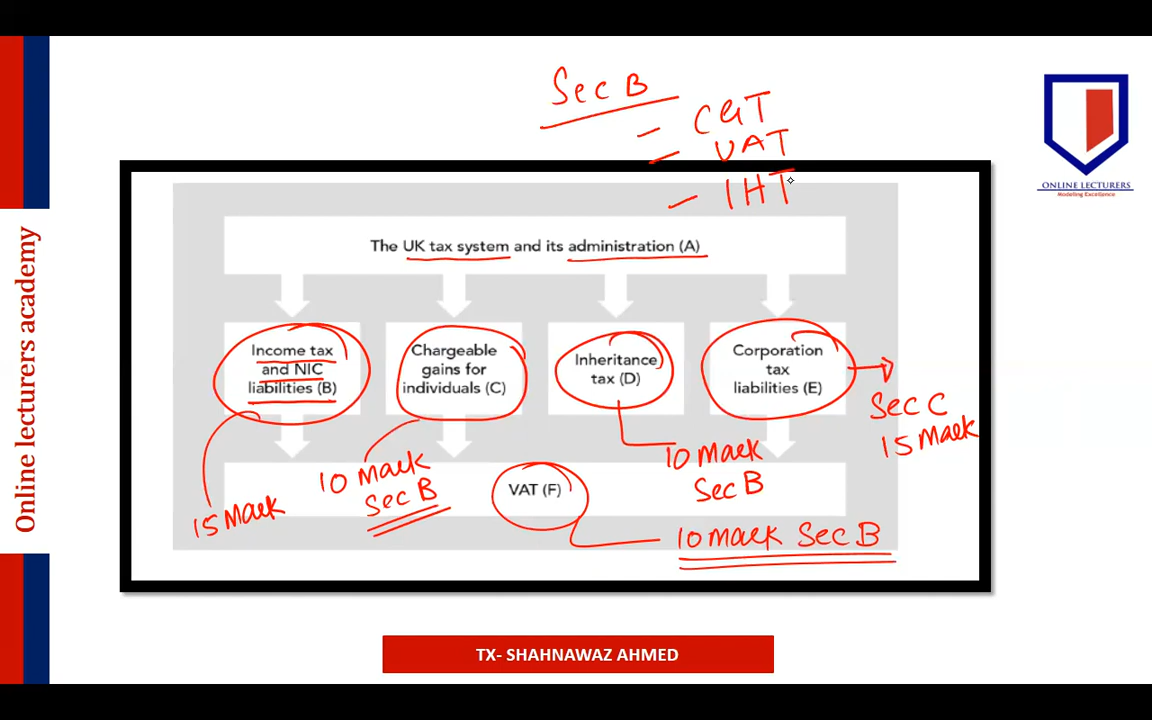 Sec B
- CGT
- VAT
- IHT
ONLINE LECTURERS
Modeling Excellence
Online lecturers academy
The UK tax system and its administration (A)
Income tax
and NIC
liabilities (B)
Chargeable
gains for
individuals (C)
Inheritance
tax (D)
Corporation
tax
liabilities (E)
Sec C
15 Mark
10 Mark
Sec B
10 Mark
Sec B
15 Mark
VAT (F)
10 mark Sec B
TX- SHAHNAWAZ AHMED